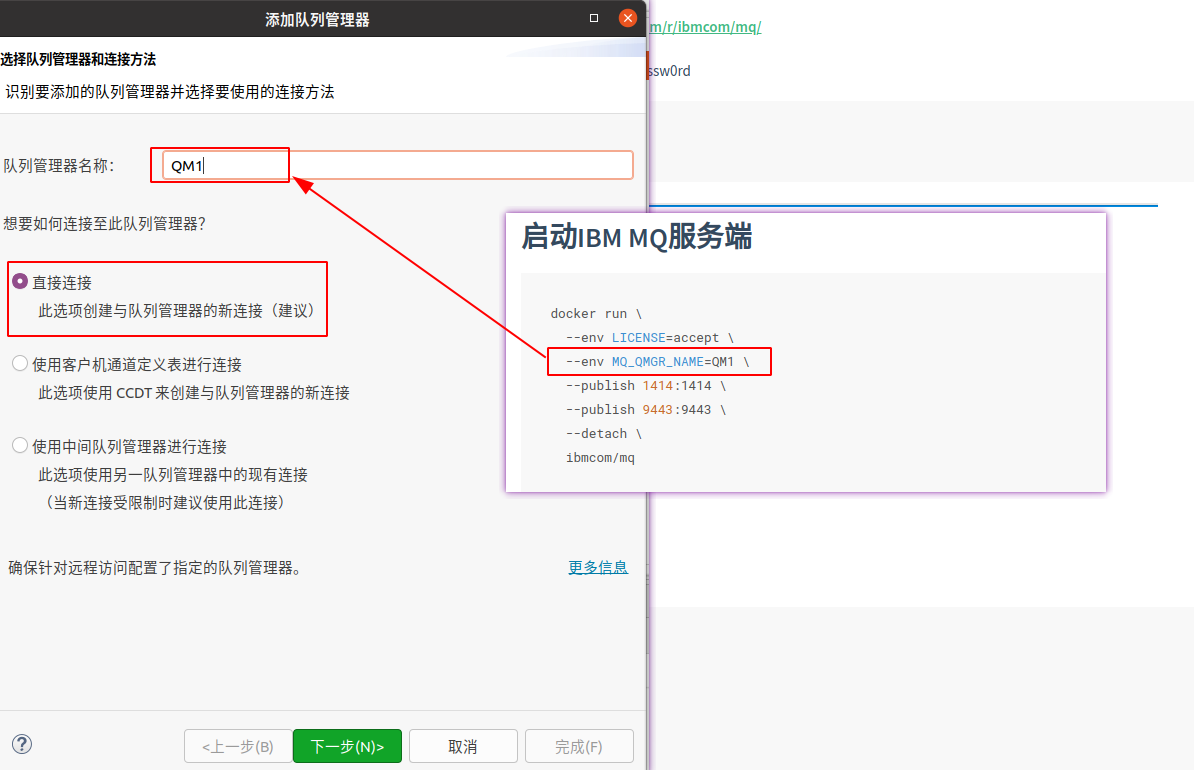 添加队列管理器
选择队列管理器和连接方法
识别要添加的队列管理器并选择要使用的连接方法
队列管理器名称：
QM1
想要如何连接至此队列管理器？
直接连接
此选项创建与队列管理器的新连接（建议）
使用客户机通道定义表进行连接
此选项使用 CCDT 来创建与队列管理器的新连接
使用中间队列管理器进行连接
此选项使用另一队列管理器中的现有连接
（当新连接受限制时建议使用此连接）
确保针对远程访问配置了指定的队列管理器。
更多信息
<上一步(B)
下一步(N)>
取消
完成(F)
m/r/ibmcom/mq/
ssw0rd
启动IBM MQ服务端
docker run \
--env LICENSE=accept \
--env MQ_QMGR_NAME=QM1 \
--publish 1414:1414 \
--publish 9443:9443 \
--detach \
ibmcom/mq